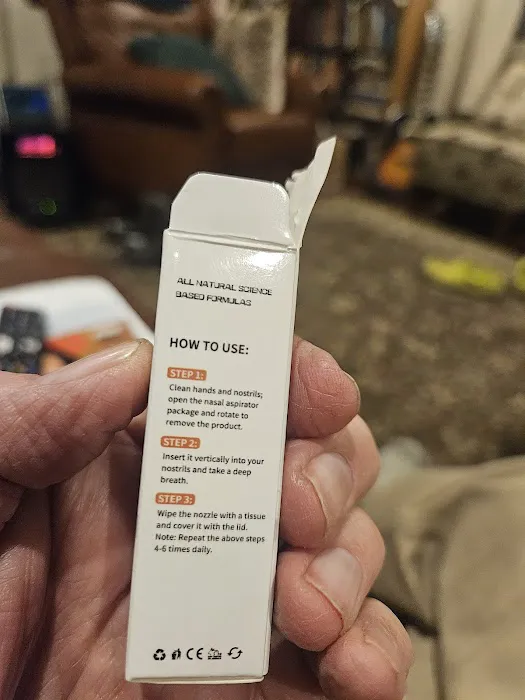 ALL NATURAL SCIENCE
BASED FORMULAS
HOW TO USE:
STEP 1:
Clean hands and nostrils;
open the nasal aspirator
package and rotate to
remove the product.
STEP 2:
Insert it vertically into your
nostrils and take a deep
breath.
STEP 3:
Wipe the nozzle with a tissue
and cover it with the lid.
Note: Repeat the above steps
4-6 times daily.
CE